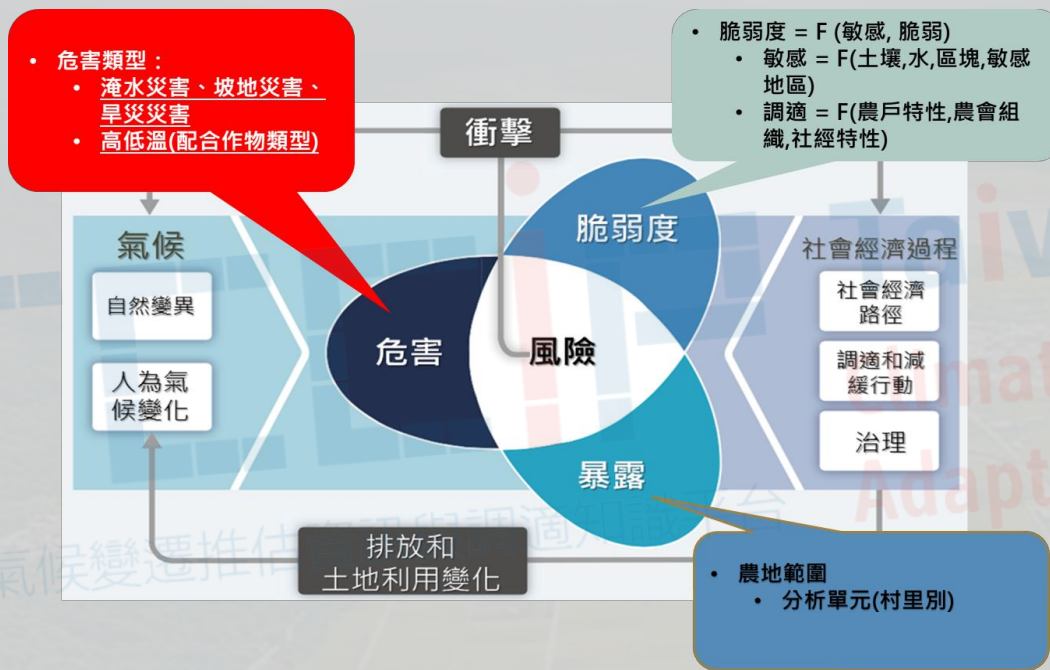 • 危害類型：
• 淹水災害、坡地災害、
旱災災害
• 高低溫(配合作物類型)
• 脆弱度 = F (敏感, 脆弱)
• 敏感 = F(土壤,水,區塊,敏感
地區)
• 調適 = F(農戶特性,農會組
織,社經特性)
衝擊
氣候
自然變異
人為氣
候變化
危害
脆弱度
風險
暴露
社會經濟過程
社會經濟
路徑
調適和減
緩行動
治理
排放和
土地利用變化
• 農地範圍
• 分析單元(村里別)